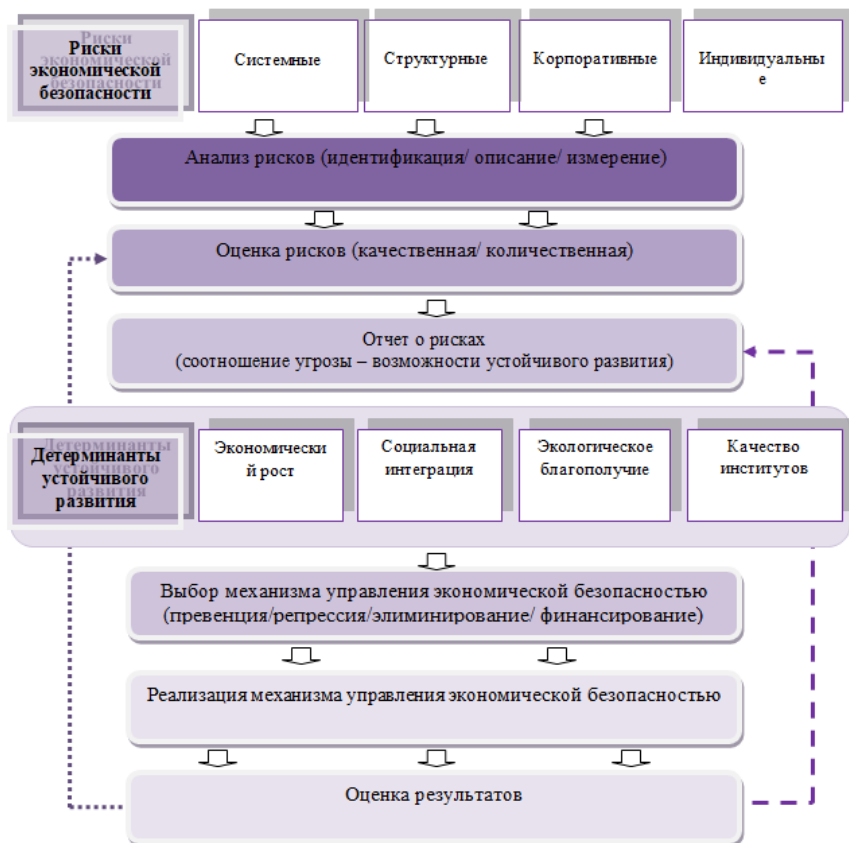 Риски
экономической
безопасности
Системные
Структурные
Корпоративные
Индивидуальны
е
Анализ рисков (идентификация/ описание/ измерение)
Оценка рисков (качественная/ количественная)
Отчет о рисках
(соотношение угрозы – возможности устойчивого развития)
Детерминанты
устойчивого
развития
Экономически
й рост
Социальная
интеграция
Экологическое
благополучие
Качество
институтов
Выбор механизма управления экономической безопасностью
(превенция/репрессия/элиминирование/ финансирование)
Реализация механизма управления экономической безопасностью
Оценка результатов